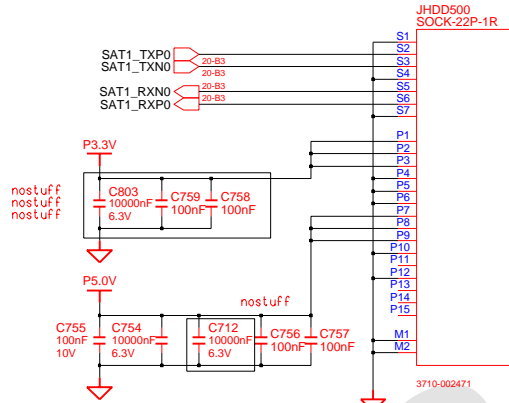 JHDD500
SOCK-22P-1R
S1
SAT1_TXP0 S2
20-B3
SAT1_TXN0 S3
20-B3
S4
SAT1_RXN0 S5
20-B3
SAT1_RXP0 S6
S7
P3.3V
P1
P2
P3
P4
P5
P6
P7
P8
P9
P10
P11
P12
P13
P14
P15
M1
M2
3710-002471
nostuff
nostuff
nostuff
C803
10000nF
6.3V
C759
100nF
C758
100nF
P5.0V
nostuff
C755
100nF
10V
C754
10000nF
6.3V
C712
10000nF
6.3V
C756
100nF
C757
100nF